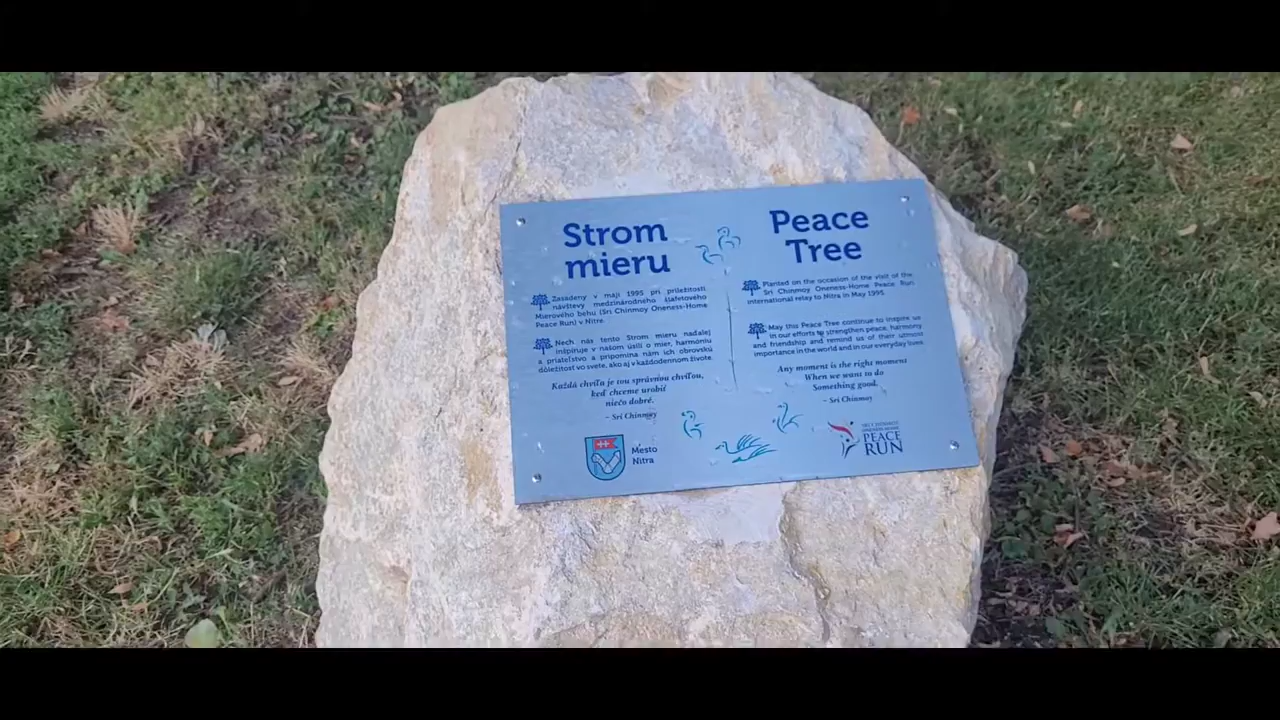 Strom
mieru
Zasadený v máji 1995 pri príležitosti
návštevy medzinárodného štafetového
Mierového behu (Sri Chinmoy Oneness-Home
Peace Run) v Nitre.
Nech nás tento Strom mieru naďalej
inšpiruje v našom úsilí o mier, harmóniu
a priateľstvo a pripomína nám ich obrovskú
dôležitosť vo svete, ako aj v každodennom živote.
Každá chvíľa je tou správnou chvíľou,
keď chceme urobiť
niečo dobré.
– Sri Chinmoy
Mesto
Nitra
Peace
Tree
Planted on the occasion of the visit of the
Sri Chinmoy Oneness-Home Peace Run
international relay to Nitra in May 1995.
May this Peace Tree continue to inspire us
in our efforts to strengthen peace, harmony
and friendship and remind us of their utmost
importance in the world and in our everyday lives.
Any moment is the right moment
When we want to do
Something good.
– Sri Chinmoy
SRI CHINMOY
ONENESS-HOME
PEACE
RUN